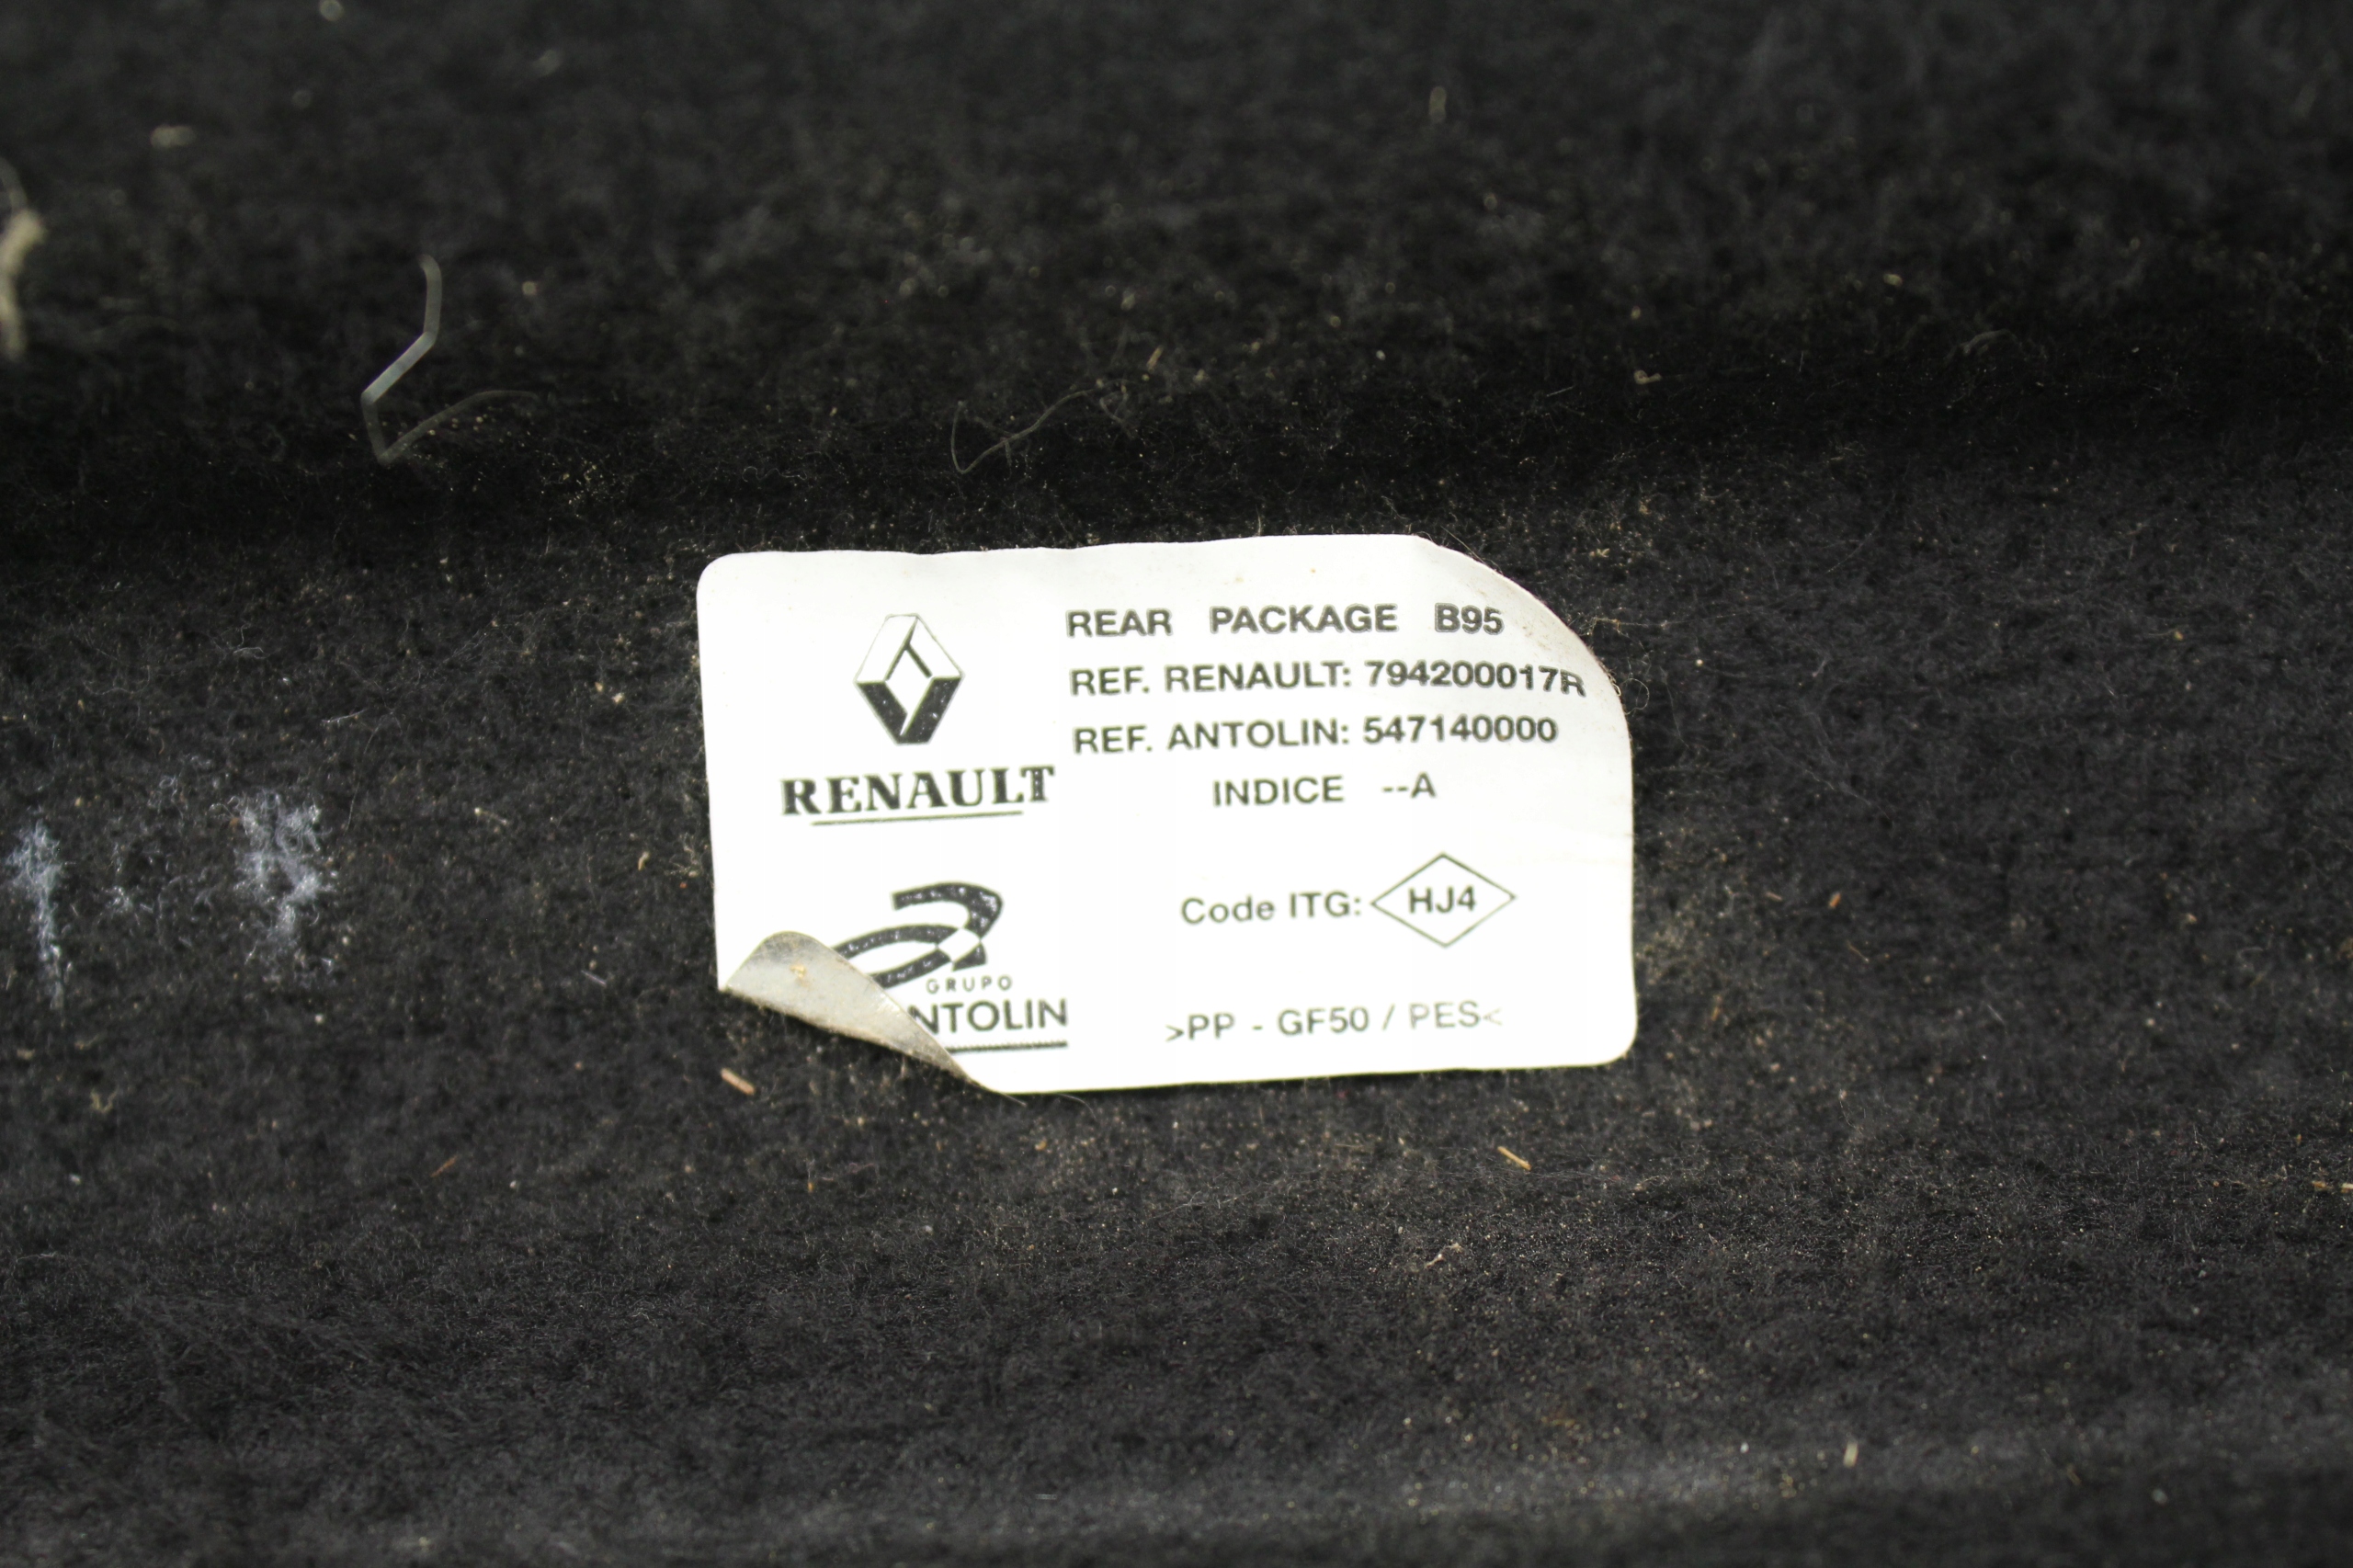 RENAULT
GRUPO
NTOLIN
REAR PACKAGE B95
REF. RENAULT: 794200017R
REF. ANTOLIN: 547140000
INDICE --A
Code ITG: HJ4
>PP - GF50 / PES<